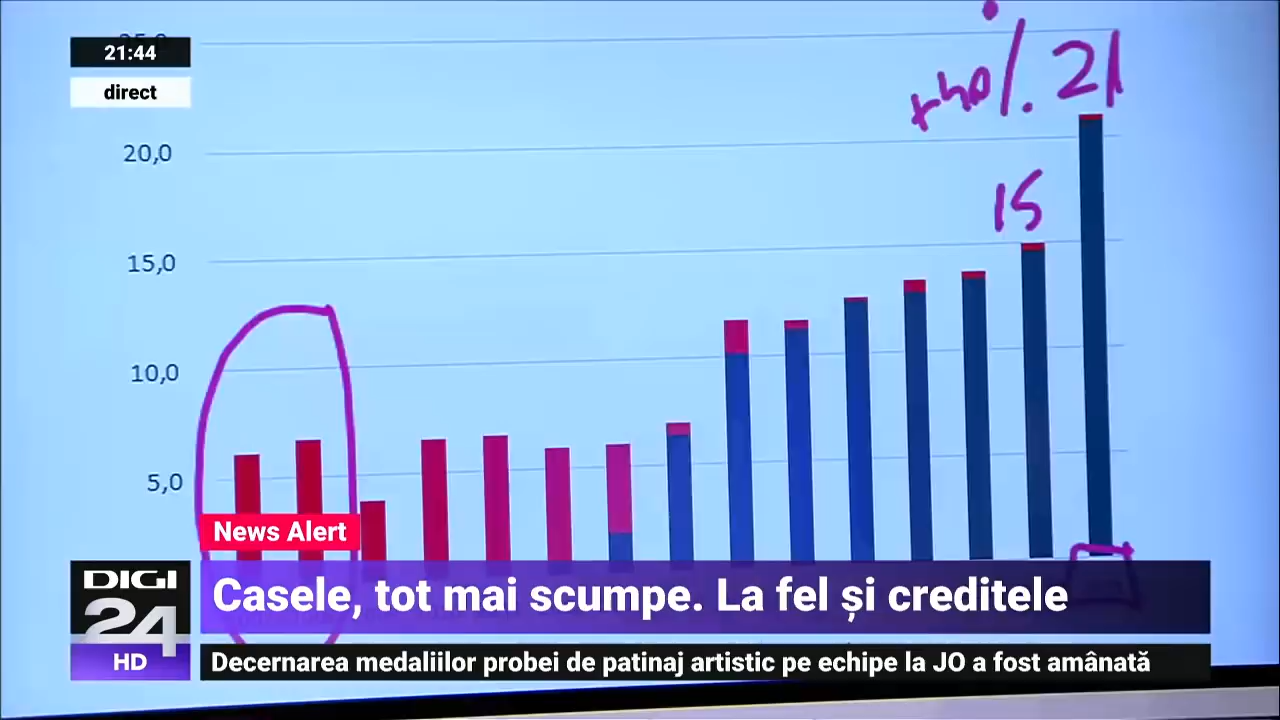 21:44
direct
+40%. 21
20,0
15
15,0
10,0
5,0
News Alert
DIGI
24
HD
Casele, tot mai scumpe. La fel și creditele
Decernarea medaliilor probei de patinaj artistic pe echipe la JO a fost amânată